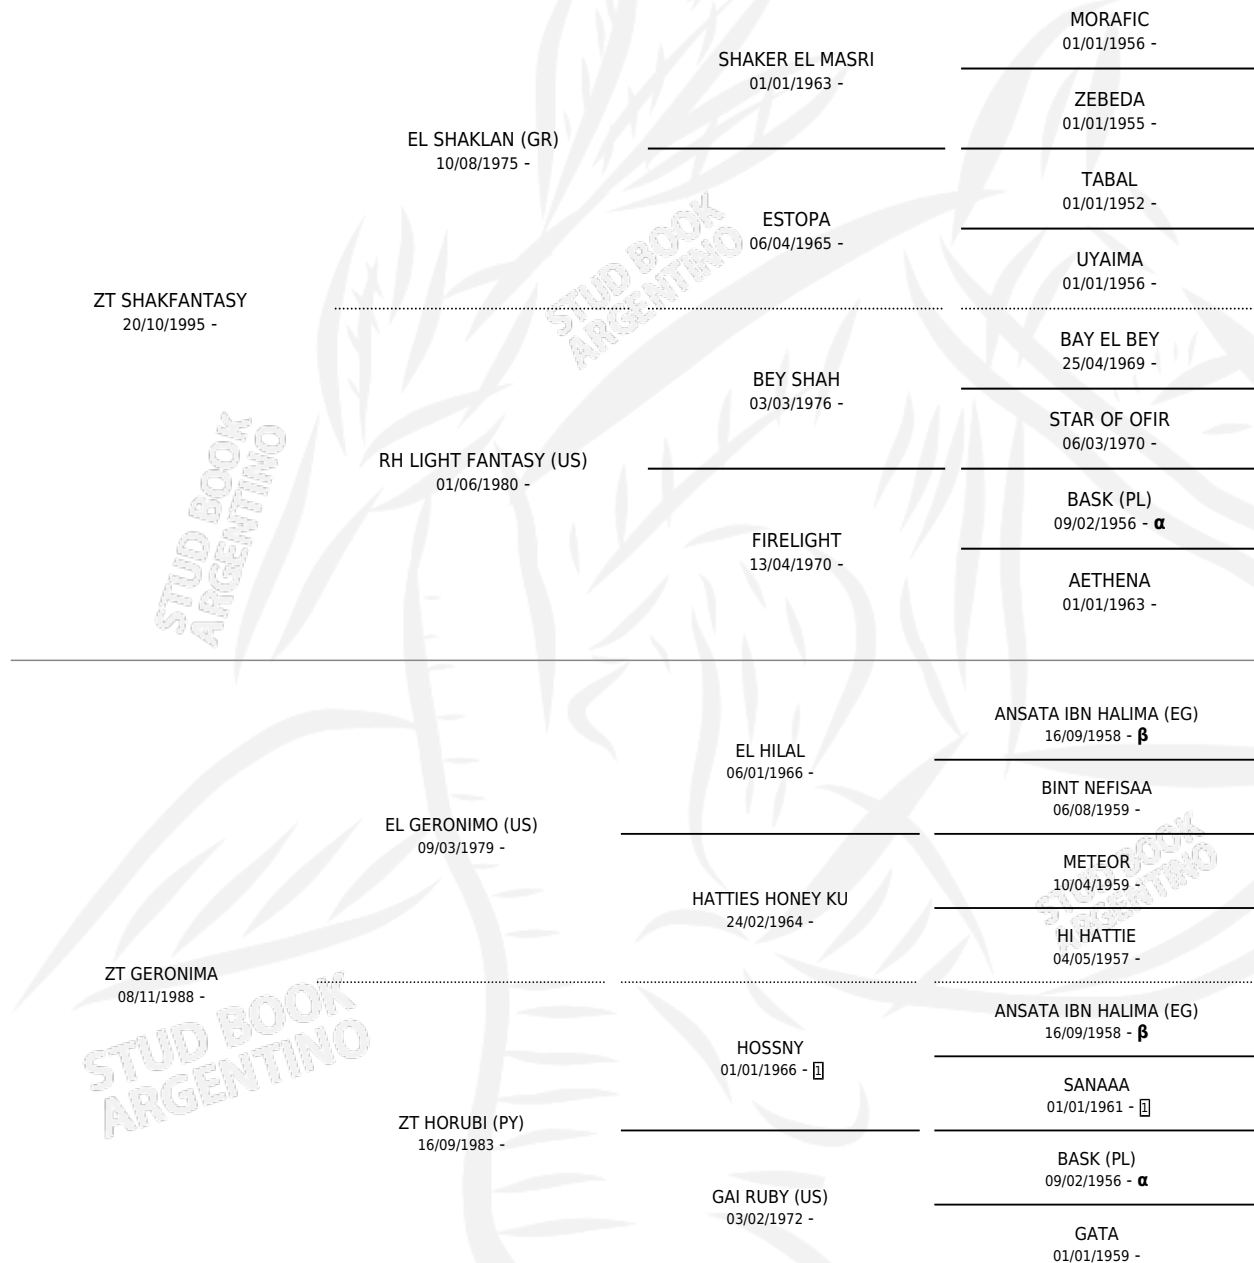 MORAFIC
01/01/1956 -
SHAKER EL MASRI
01/01/1963 -
ZEBEDA
01/01/1955 -
EL SHAKLAN (GR)
10/08/1975 -
TABAL
01/01/1952 -
ESTOPA
06/04/1965 -
UYAIMA
01/01/1956 -
ZT SHAKFANTASY
20/10/1995 -
STUD BOOK
ARGENTINO
BAY EL BEY
25/04/1969 -
BEY SHAH
03/03/1976 -
STAR OF OFIR
06/03/1970 -
RH LIGHT FANTASY (US)
01/06/1980 -
BASK (PL)
09/02/1956 - α
FIRELIGHT
13/04/1970 -
AETHENA
01/01/1963 -
STUD BOOK
ARGENTINO
ANSATA IBN HALIMA (EG)
16/09/1958 - β
EL HILAL
06/01/1966 -
BINT NEFISAA
06/08/1959 -
EL GERONIMO (US)
09/03/1979 -
METEOR
10/04/1959 -
HATTIES HONEY KU
24/02/1964 -
HI HATTIE
04/05/1957 -
STUD BOOK
ARGENTINO
ZT GERONIMA
08/11/1988 -
STUD BOOK
ARGENTINO
ANSATA IBN HALIMA (EG)
16/09/1958 - β
HOSSNY
01/01/1966 - 1
SANAAA
01/01/1961 - 1
ZT HORUBI (PY)
16/09/1983 -
BASK (PL)
09/02/1956 - α
GAI RUBY (US)
03/02/1972 -
GATA
01/01/1959 -